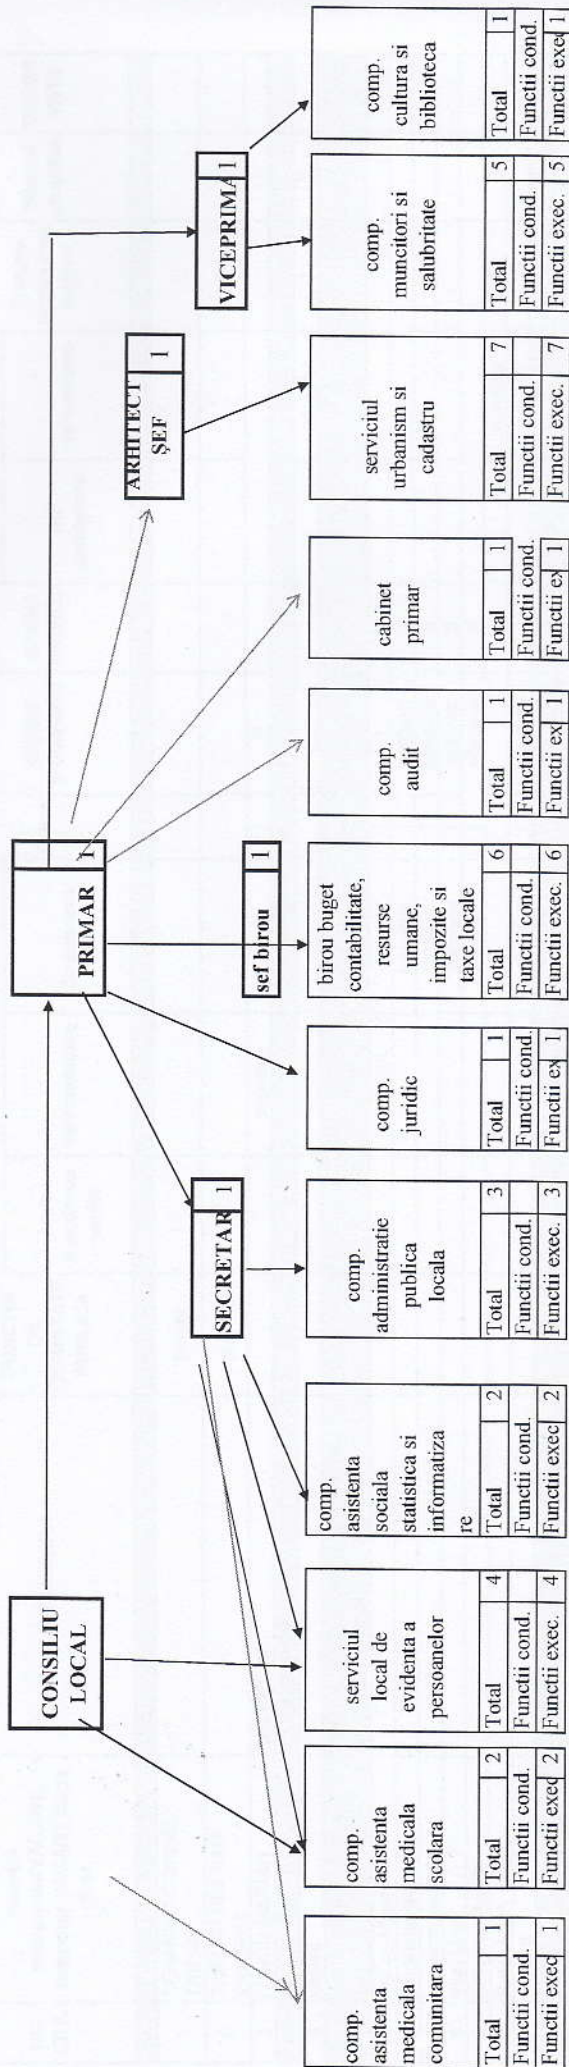 CONSILIU
LOCAL
PRIMAR
1
ARHITECT
ŞEF
1
VICEPRIMA
1
SECRETAR
1
sef birou
1
comp.
asistenta
medicala
comunitara
Total 1
Functii cond.
Functii exec 1
comp.
asistenta
medicala
scolara
Total 2
Functii cond.
Functii exec 2
serviciul
local de
evidenta a
persoanelor
Total 4
Functii cond.
Functii exec. 4
comp.
asistenta
sociala
statistica si
informatiza
re
Total 2
Functii cond.
Functii exec 2
comp.
administratie
publica
locala
Total 3
Functii cond.
Functii exec. 3
comp.
juridic
Total 1
Functii cond.
Functii ex 1
birou buget
contabilitate,
resurse
umane,
impozite si
taxe locale
Total 6
Functii cond.
Functii exec. 6
comp.
audit
Total 1
Functii cond.
Functii ex 1
cabinet
primar
Total 1
Functii cond.
Functii ex 1
serviciul
urbanism si
cadastru
Total 7
Functii cond.
Functii exec. 7
comp.
muncitori si
salubritate
Total 5
Functii cond.
Functii exec. 5
comp.
cultura si
biblioteca
Total 1
Functii cond.
Functii exec 1